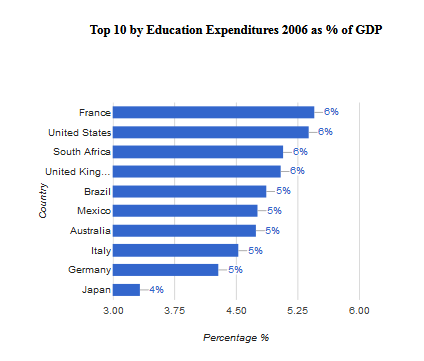 Top 10 by Education Expenditures 2006 as % of GDP
France 6%
United States 6%
South Africa 6%
United King... 6%
Brazil 5%
Mexico 5%
Australia 5%
Italy 5%
Germany 5%
Japan 4%
Country
3.00 3.75 4.50 5.25 6.00
Percentage %